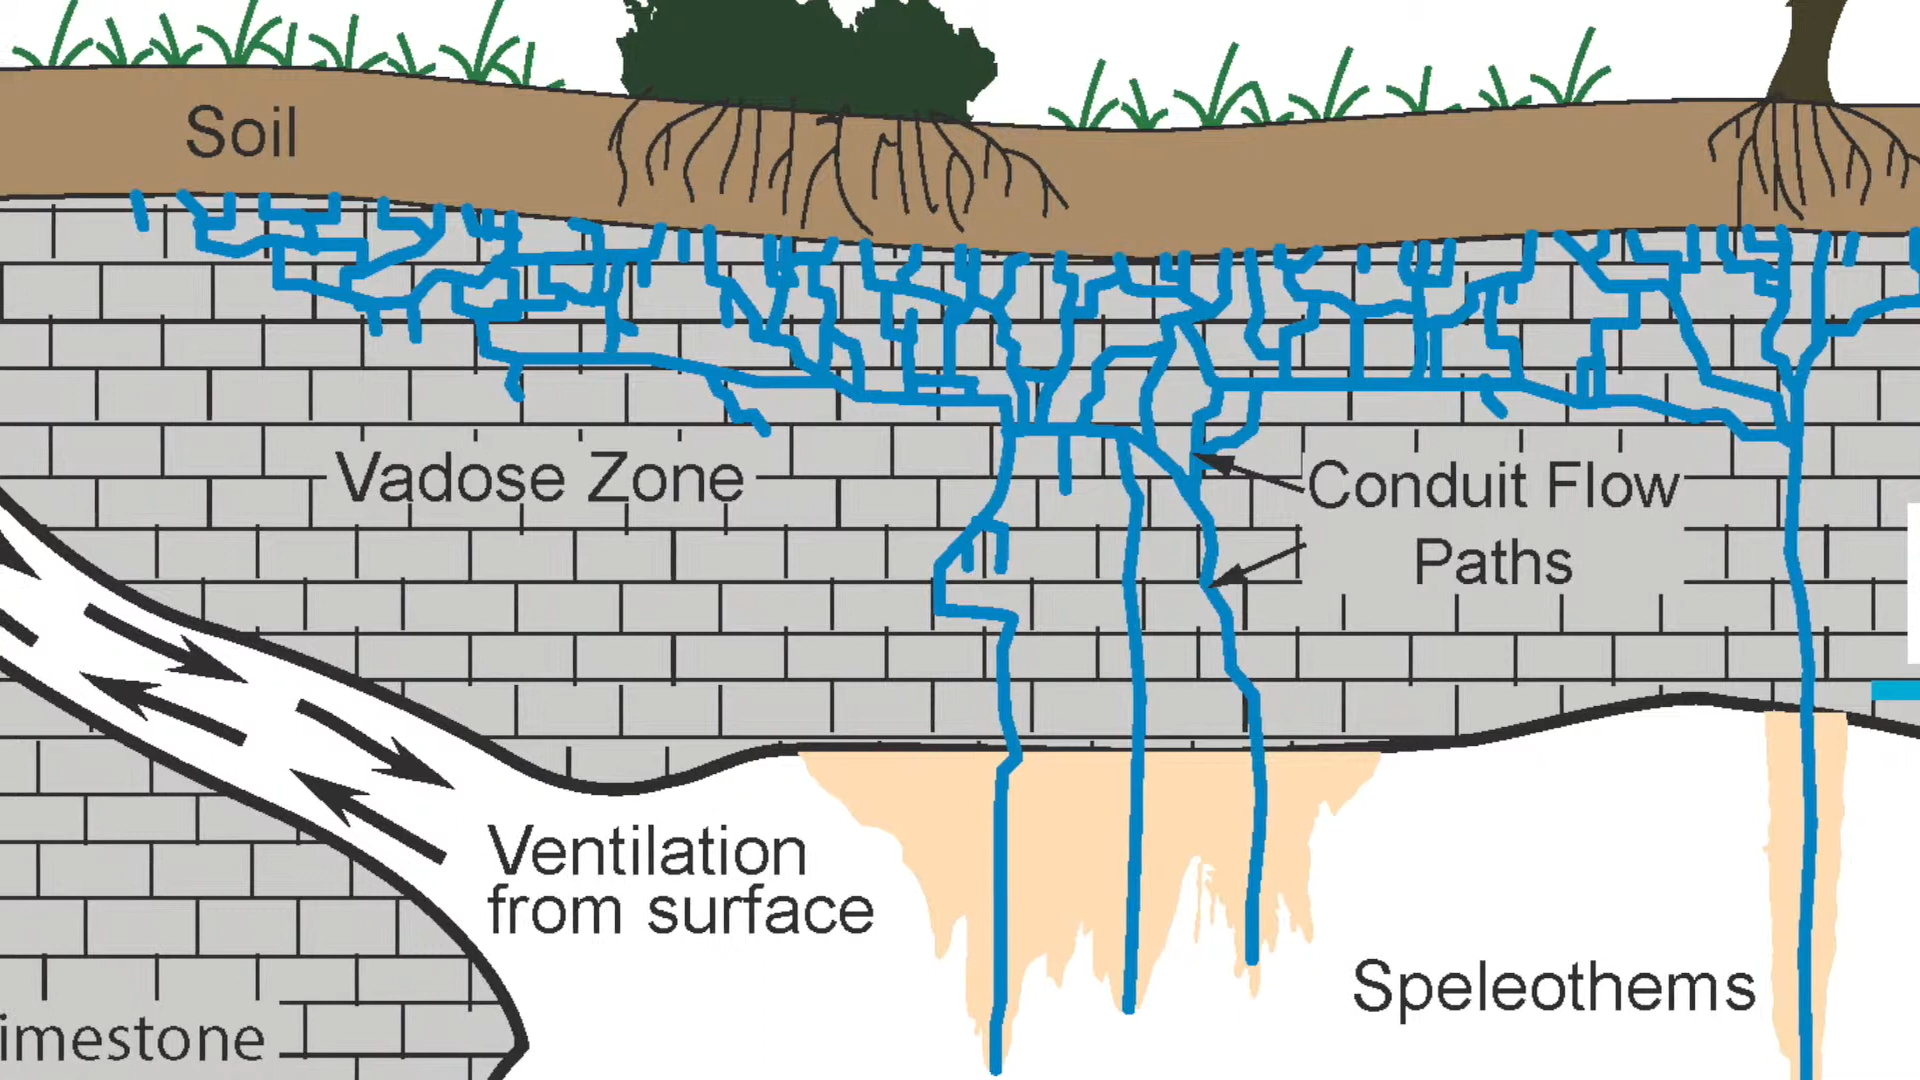 Soil
Vadose Zone
Conduit Flow
Paths
Ventilation
from surface
Speleothems
imestone